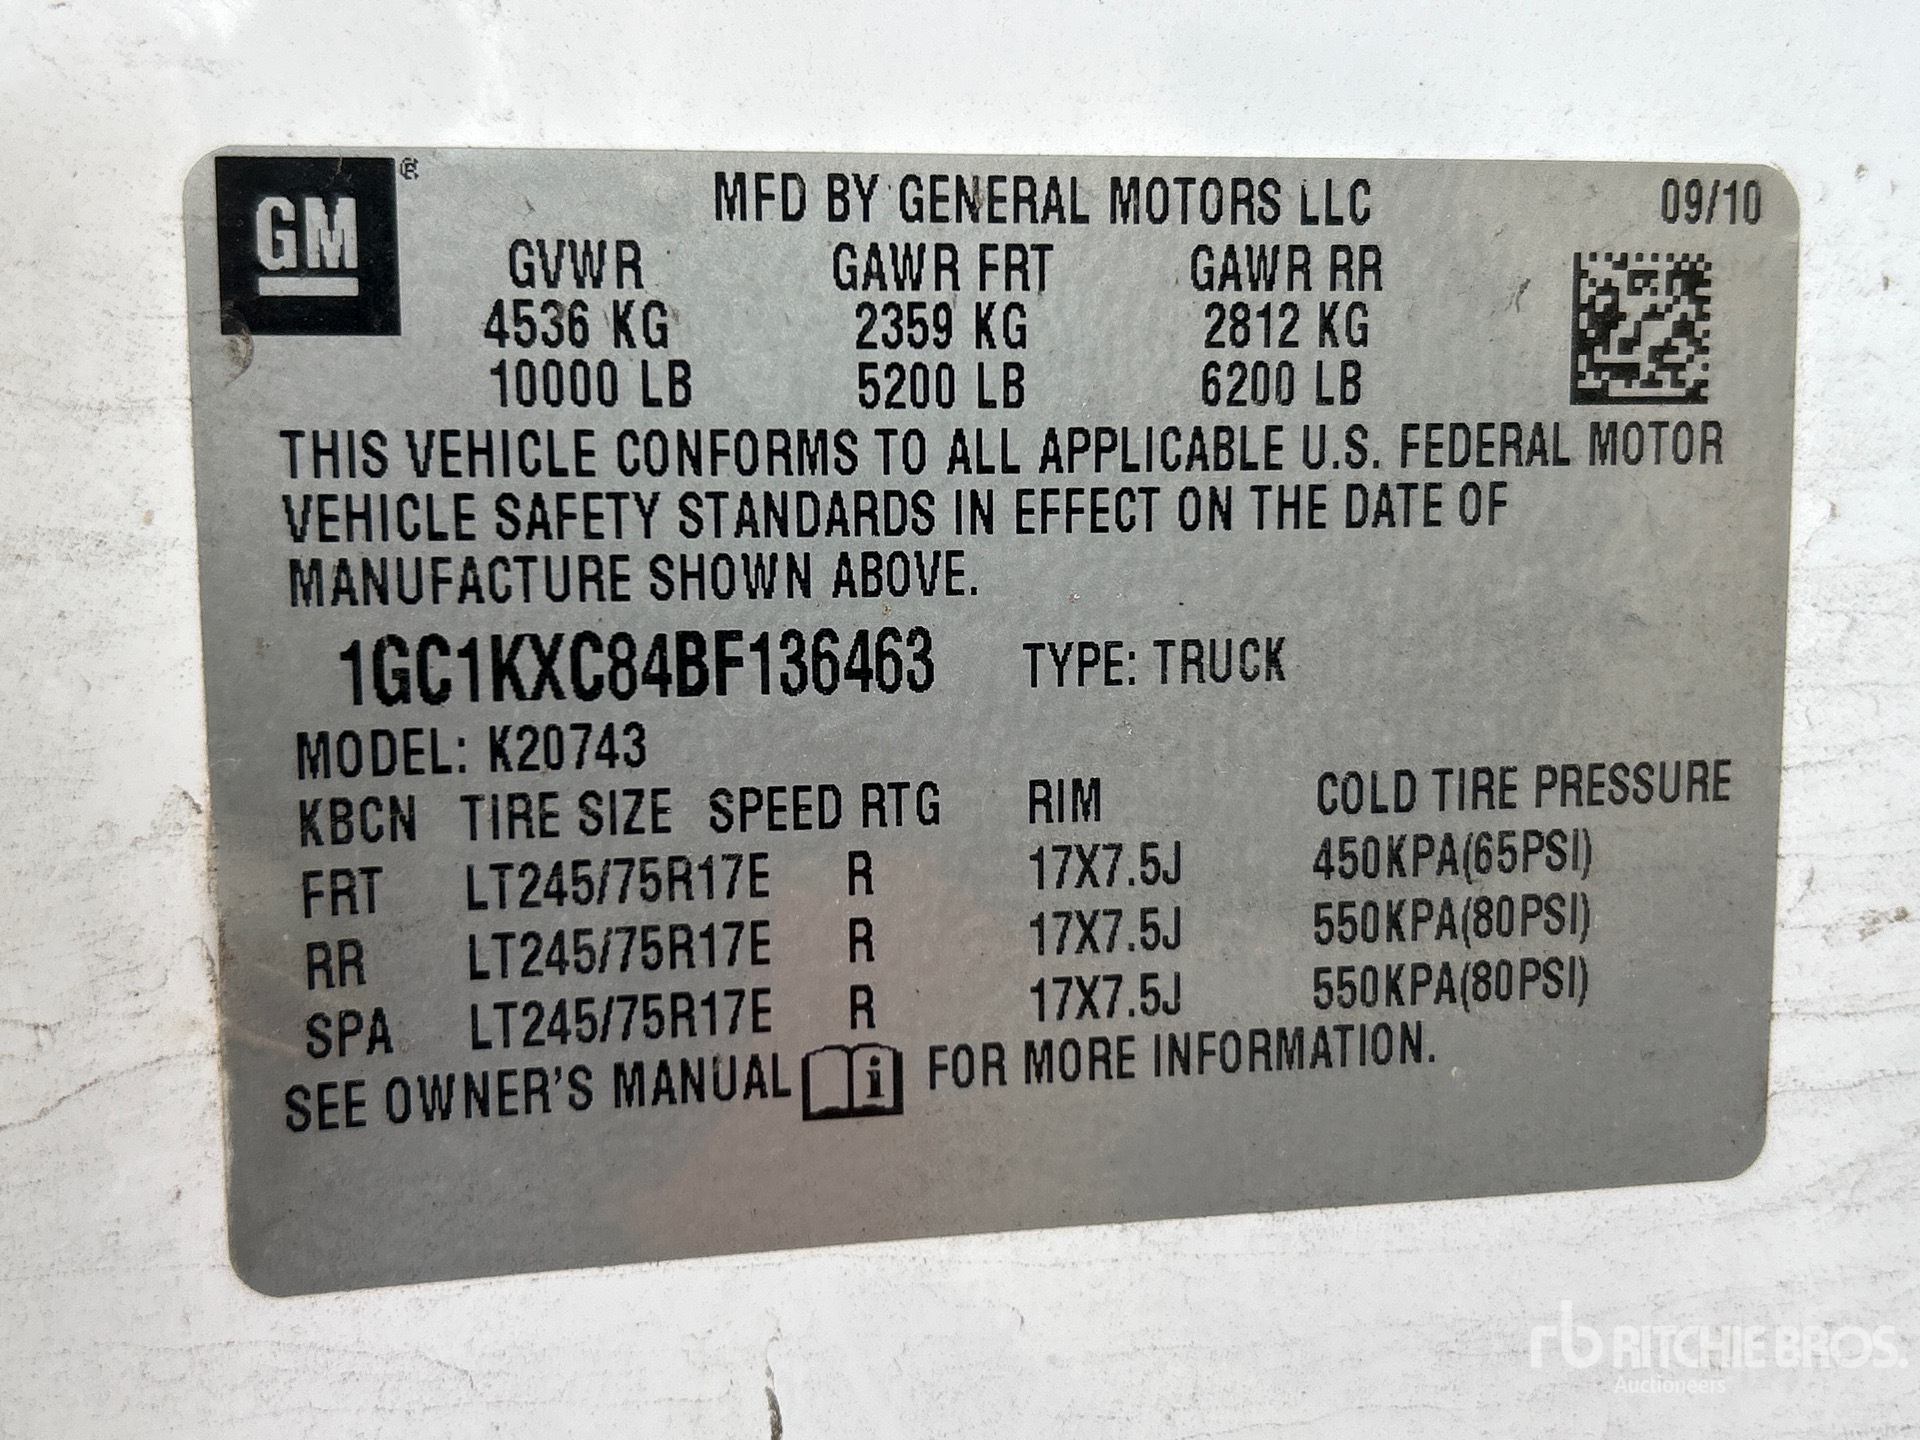 GM ®
MFD BY GENERAL MOTORS LLC 09/10
GVWR GAWR FRT GAWR RR
4536 KG 2359 KG 2812 KG
10000 LB 5200 LB 6200 LB
THIS VEHICLE CONFORMS TO ALL APPLICABLE U.S. FEDERAL MOTOR
VEHICLE SAFETY STANDARDS IN EFFECT ON THE DATE OF
MANUFACTURE SHOWN ABOVE.
1GC1KXC84BF136463 TYPE: TRUCK
MODEL: K20743
KBCN TIRE SIZE SPEED RTG RIM COLD TIRE PRESSURE
FRT LT245/75R17E R 17X7.5J 450KPA(65PSI)
RR LT245/75R17E R 17X7.5J 550KPA(80PSI)
SPA LT245/75R17E R 17X7.5J 550KPA(80PSI)
SEE OWNER'S MANUAL i FOR MORE INFORMATION.
rb RITCHIE BROS.
Auctioneers